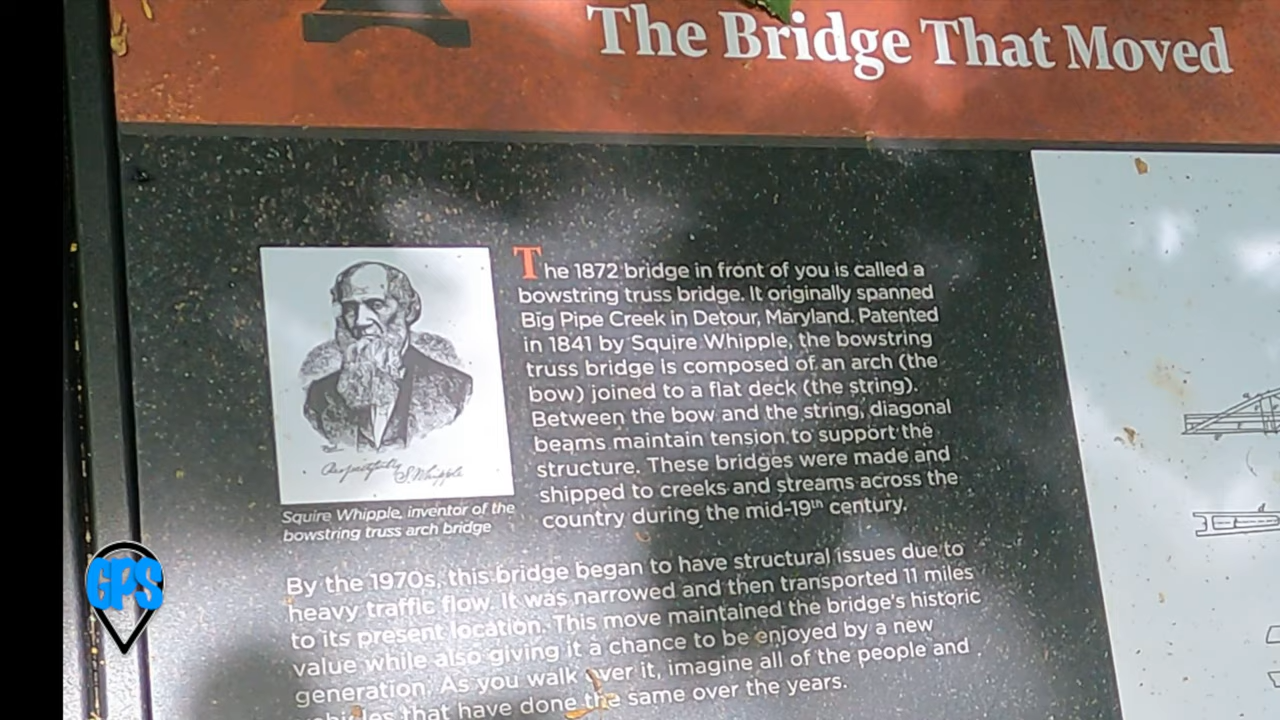 The Bridge That Moved
The 1872 bridge in front of you is called a
bowstring truss bridge. It originally spanned
Big Pipe Creek in Detour, Maryland. Patented
in 1841 by Squire Whipple, the bowstring
truss bridge is composed of an arch (the
bow) joined to a flat deck (the string).
Between the bow and the string, diagonal
beams maintain tension to support the
structure. These bridges were made and
shipped to creeks and streams across the
country during the mid-19th century.
Respectfully
S. Whipple
Squire Whipple, inventor of the
bowstring truss arch bridge
By the 1970s, this bridge began to have structural issues due to
heavy traffic flow. It was narrowed and then transported 11 miles
to its present location. This move maintained the bridge's historic
value while also giving it a chance to be enjoyed by a new
generation. As you walk over it, imagine all of the people and
vehicles that have done the same over the years.
GPS